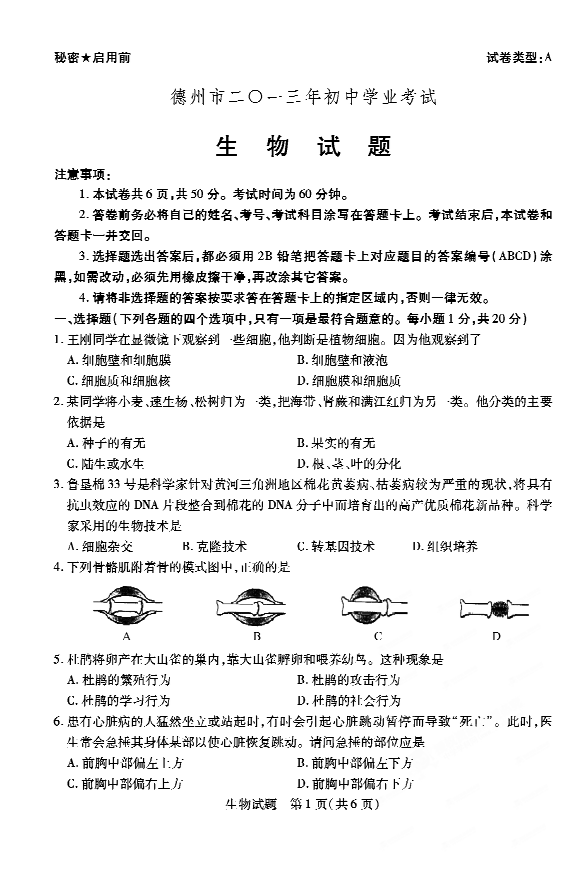 秘密★启用前 试卷类型:A
德州市二〇一三年初中学业考试
生 物 试 题
注意事项:
1. 本试卷共6页,共50分。考试时间为60分钟。
2. 答卷前务必将自己的姓名、考号、考试科目涂写在答题卡上。考试结束后,本试卷和
答题卡一并交回。
3. 选择题选出答案后,都必须用2B铅笔把答题卡上对应题目的答案编号(ABCD)涂
黑,如需改动,必须先用橡皮擦干净,再改涂其它答案。
4. 请将非选择题的答案按要求答在答题卡上的指定区域内,否则一律无效。
一、选择题(下列各题的四个选项中,只有一项是最符合题意的。每小题1分,共20分)
1. 王刚同学在显微镜下观察到一些细胞,他判断是植物细胞。因为他观察到了
A. 细胞壁和细胞膜 B. 细胞壁和液泡
C. 细胞质和细胞核 D. 细胞膜和细胞质
2. 某同学将小麦、速生杨、松树归为一类,把海带、肾蕨和满江红归为另一类。他分类的主要
依据是
A. 种子的有无 B. 果实的有无
C. 陆生或水生 D. 根、茎、叶的分化
3. 鲁垦棉33号是科学家针对黄河三角洲地区棉花黄萎病、枯萎病较为严重的现状,将具有
抗虫效应的DNA片段整合到棉花的DNA分子中而培育出的高产优质棉花新品种。科学
家采用的生物技术是
A. 细胞杂交 B. 克隆技术 C. 转基因技术 D. 组织培养
4. 下列骨骼肌附着骨的模式图中,正确的是
A B C D
5. 杜鹃将卵产在大山雀的巢内,靠大山雀孵卵和喂养幼鸟。这种现象是
A. 杜鹃的繁殖行为 B. 杜鹃的攻击行为
C. 杜鹃的学习行为 D. 杜鹃的社会行为
6. 患有心脏病的人猛然坐立或站起时,有时会引起心脏跳动暂停而导致“死亡”。此时,医
生常会急捶其身体某部以使心脏恢复跳动。请问急捶的部位应是
A. 前胸中部偏左上方 B. 前胸中部偏左下方
C. 前胸中部偏右上方 D. 前胸中部偏右下方
生物试题 第1页(共6页)